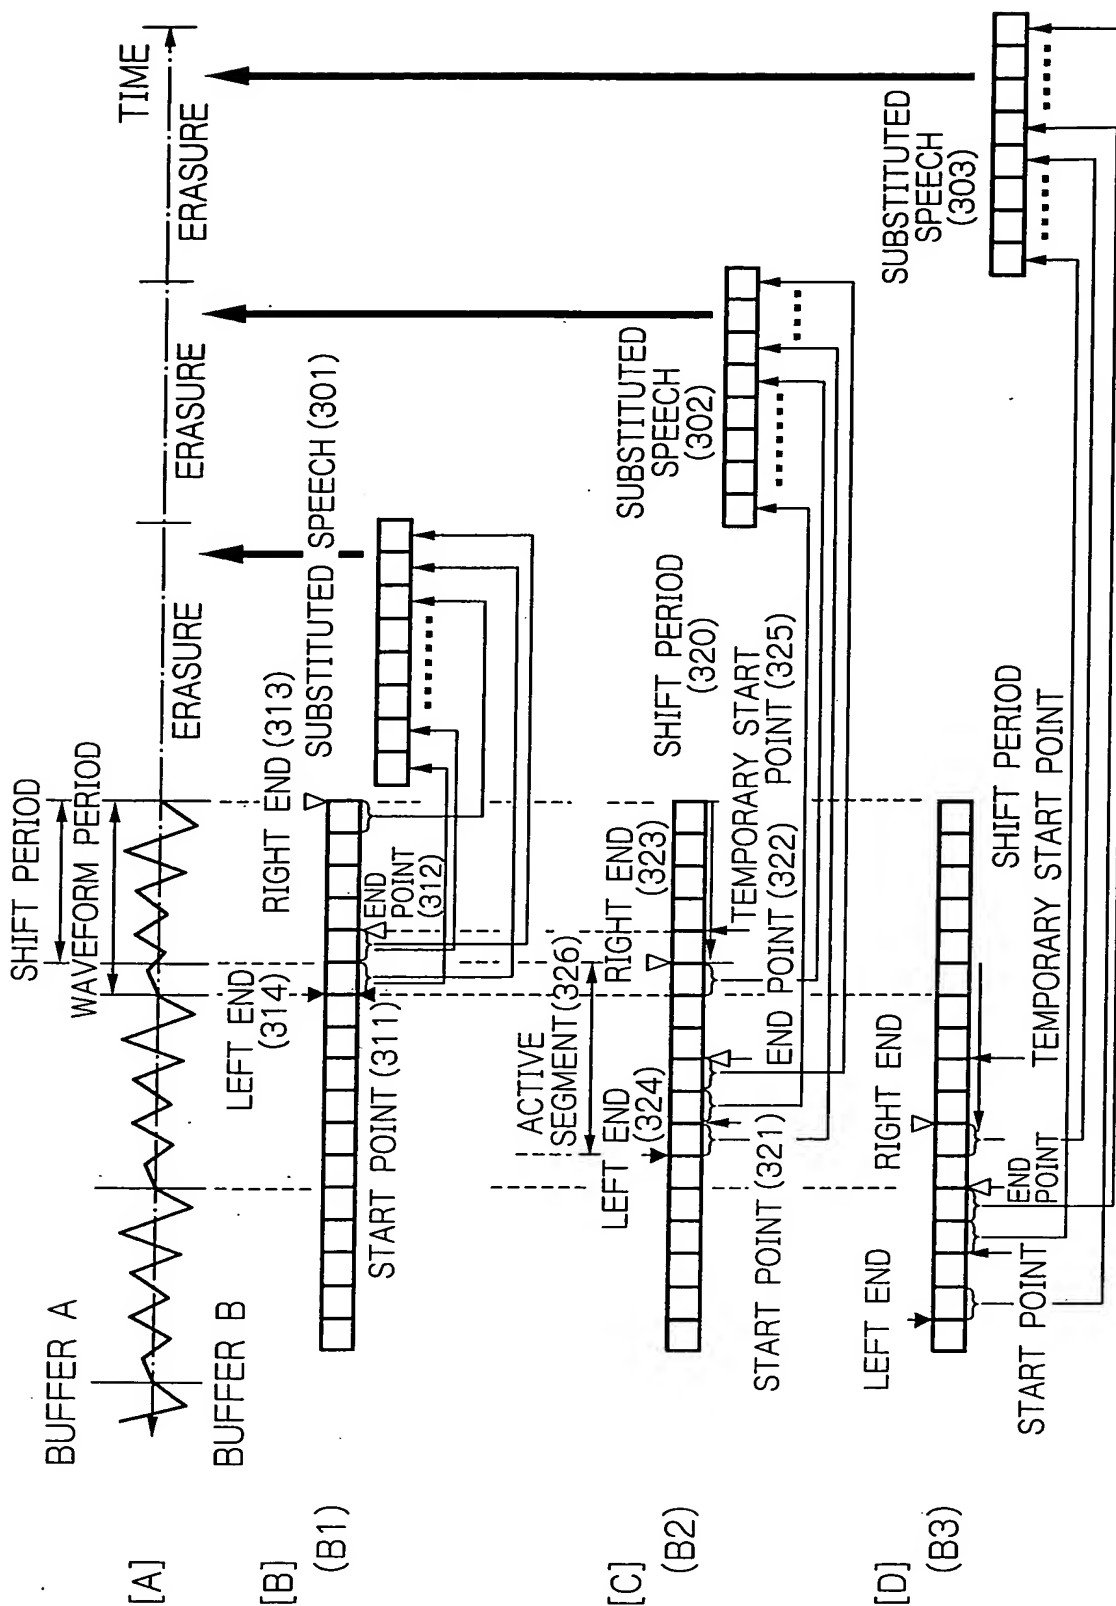 [A]
BUFFER A
BUFFER B
SHIFT PERIOD
WAVEFORM PERIOD
ERASURE
ERASURE
ERASURE
TIME
[B]
(B1)
LEFT END
(314)
RIGHT END (313)
START POINT (311)
END
POINT
(312)
SUBSTITUTED SPEECH (301)
[C]
(B2)
ACTIVE
SEGMENT (326)
LEFT END
(324)
RIGHT END
(323)
SHIFT PERIOD
(320)
START POINT (321)
END POINT (322)
TEMPORARY START
POINT (325)
SUBSTITUTED
SPEECH
(302)
[D]
(B3)
LEFT END
RIGHT END
START POINT
END
POINT
TEMPORARY START POINT
SHIFT PERIOD
SUBSTITUTED
SPEECH
(303)